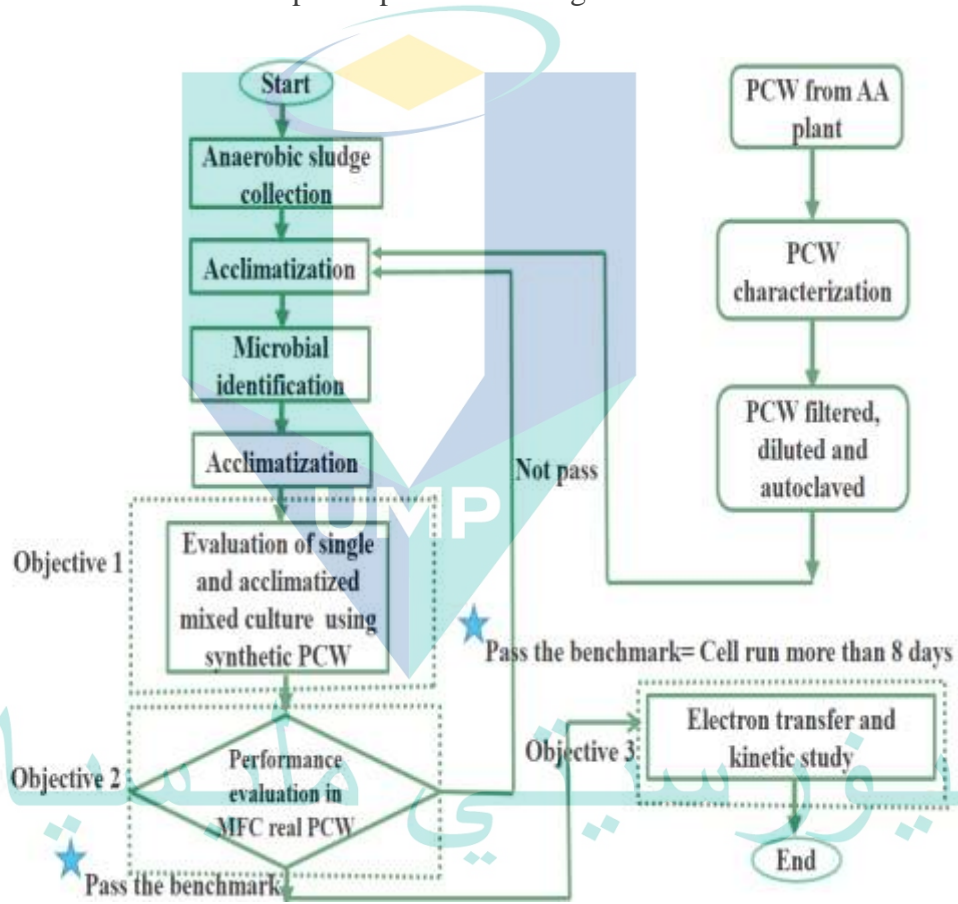 Start
Anaerobic sludge
collection
Acclimatization
Microbial
identification
Acclimatization
Objective 1
Evaluation of single
and acclimatized
mixed culture using
synthetic PCW
Objective 2
Performance
evaluation in
MFC real PCW
Pass the benchmark
Not pass
PCW from AA
plant
PCW
characterization
PCW filtered,
diluted and
autoclaved
Pass the benchmark= Cell run more than 8 days
Objective 3
Electron transfer and
kinetic study
End
UMP